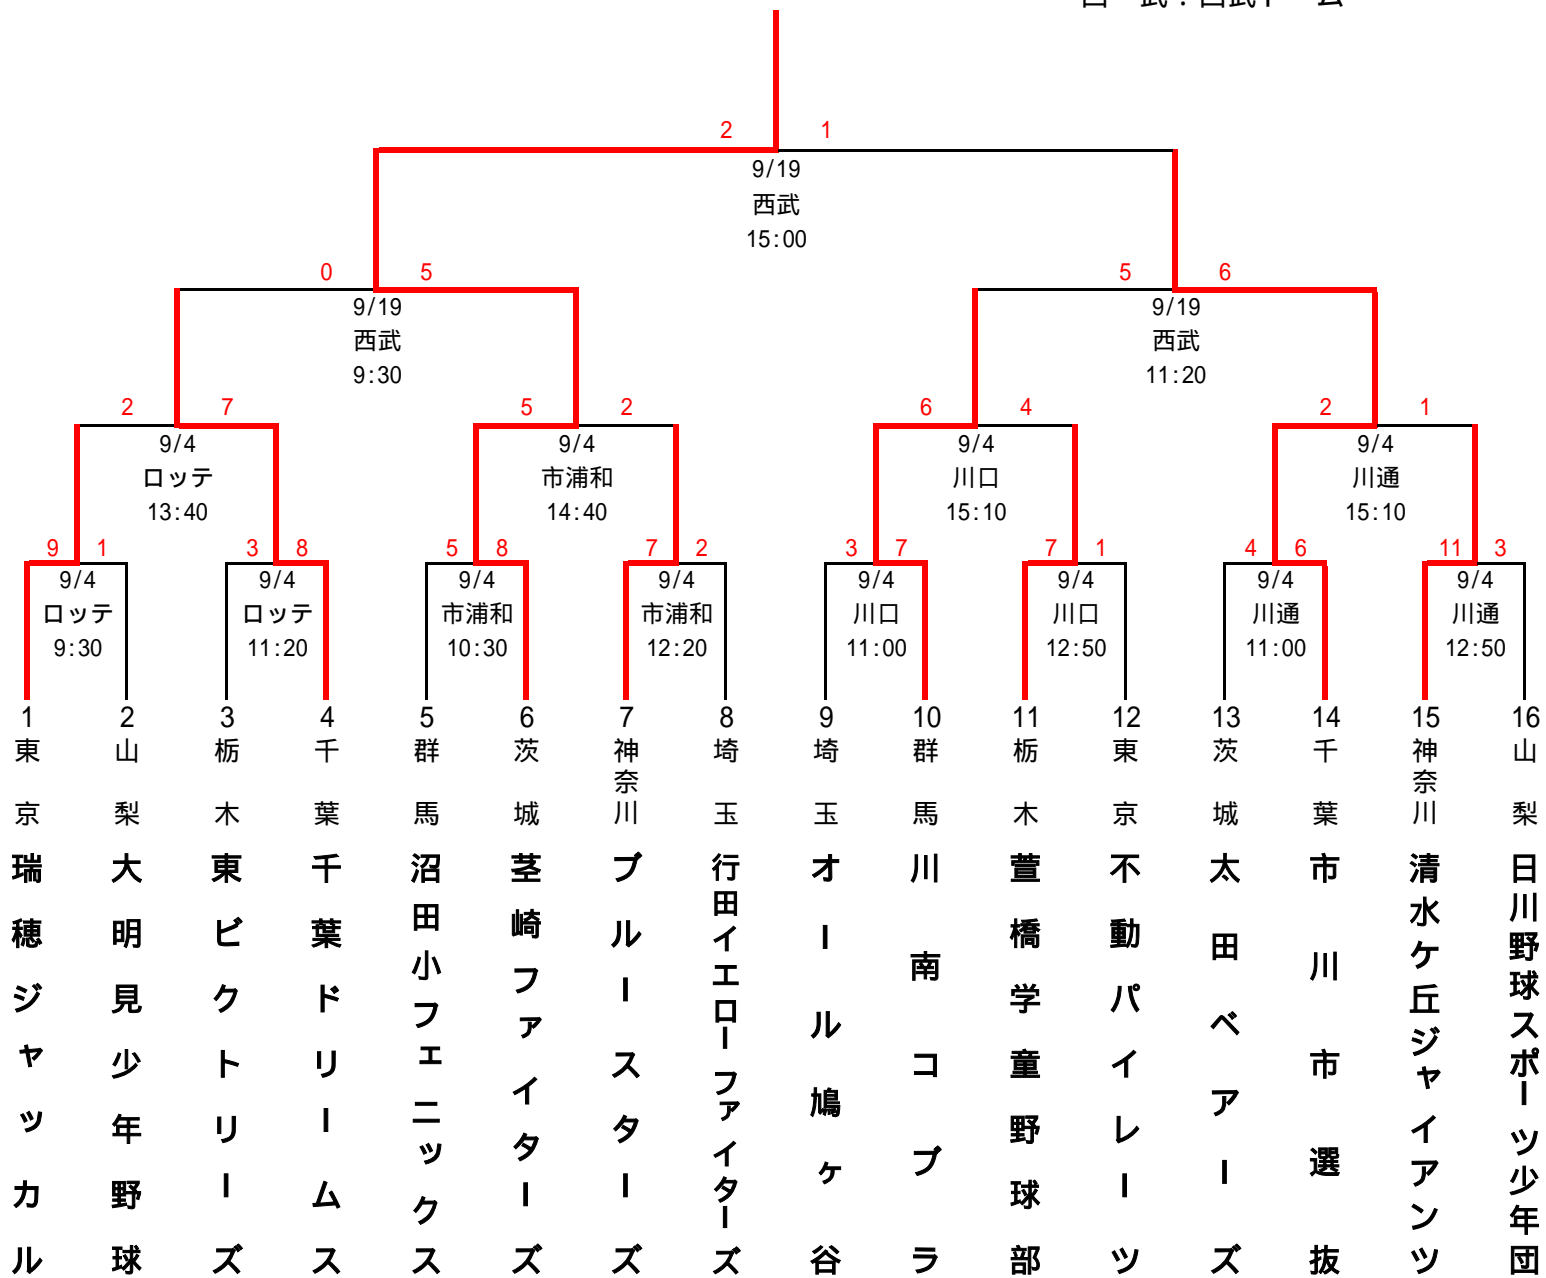 2 1
9/19
西武
15:00
0 5 5 6
9/19 9/19
西武 西武
9:30 11:20
2 7 5 2 6 4 2 1
9/4 9/4 9/4 9/4
ロッテ 市浦和 川口 川通
13:40 14:40 15:10 15:10
9 1 3 8 5 8 7 2 3 7 7 1 4 6 11 3
9/4 9/4 9/4 9/4 9/4 9/4 9/4 9/4
ロッテ ロッテ 市浦和 市浦和 川口 川口 川通 川通
9:30 11:20 10:30 12:20 11:00 12:50 11:00 12:50
1 2 3 4 5 6 7 8 9 10 11 12 13 14 15 16
東京
山梨
栃木
千葉
群馬
茨城
神奈川
埼玉
埼玉
群馬
栃木
東京
茨城
千葉
神奈川
山梨
瑞穂ジャッカル
大明見少年野球
東ビクトリーズ
千葉ドリームス
沼田小フェニックス
茎崎ファイターズ
ブルースターズ
行田イエローファイターズ
オール鳩ヶ谷
川南コブラ
萱橋学童野球部
不動パイレーツ
太田ベアーズ
市川市選抜
清水ケ丘ジャイアンツ
日川野球スポーツ少年団